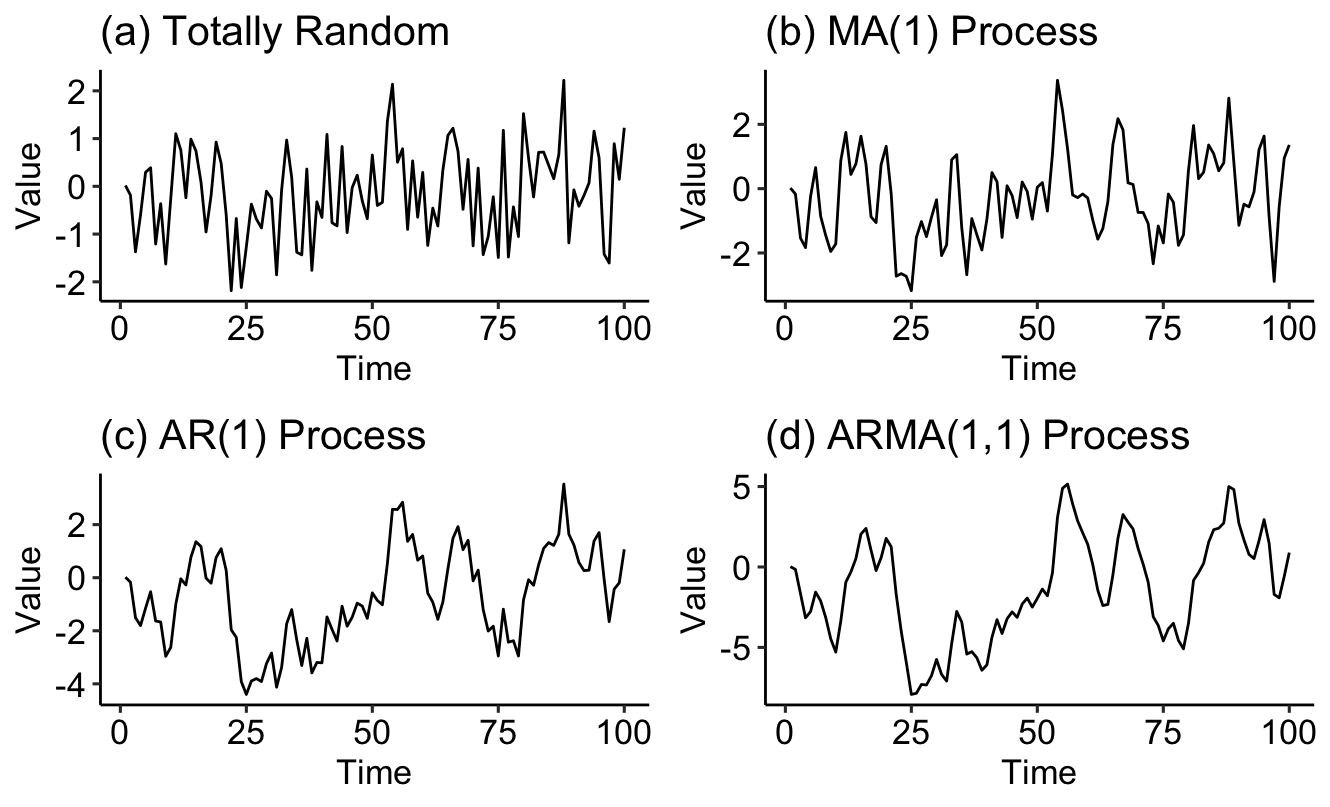 (a) Totally Random
2
1
0
-1
-2
Value
0 25 50 75 100
Time
(b) MA(1) Process
2
0
-2
Value
0 25 50 75 100
Time
(c) AR(1) Process
2
0
-2
-4
Value
0 25 50 75 100
Time
(d) ARMA(1,1) Process
5
0
-5
Value
0 25 50 75 100
Time